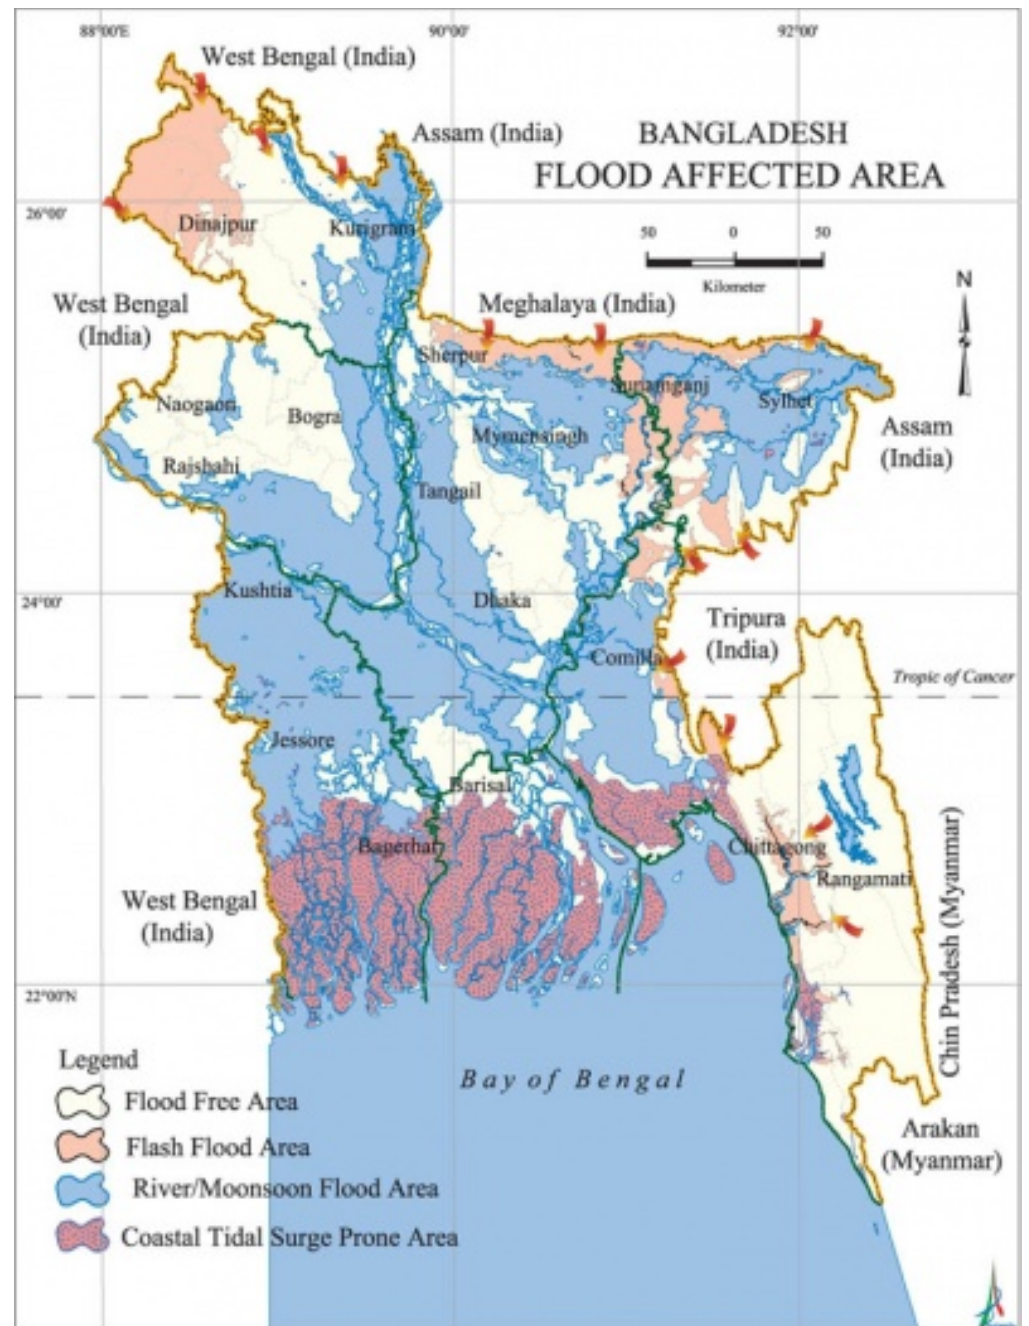 88°00'E
90°00'
92°00'
West Bengal (India)
Assam (India)
BANGLADESH
FLOOD AFFECTED AREA
26°00'
Dinajpur
Kurigram
50
0
50
Kilometer
N
West Bengal
(India)
Meghalaya (India)
Sherpur
Sunamganj
Sylhet
Naogaon
Bogra
Mymensingh
Assam
(India)
Rajshahi
Tangail
Kushtia
24°00'
Dhaka
Tripura
(India)
Comilla
Tropic of Cancer
Jessore
Barisal
Bagerhat
Chittagong
Rangamati
West Bengal
(India)
Chin Pradesh (Myanmar)
22°00'N
Legend
Bay of Bengal
Flood Free Area
Flash Flood Area
River/Moonsoon Flood Area
Coastal Tidal Surge Prone Area
Arakan
(Myanmar)